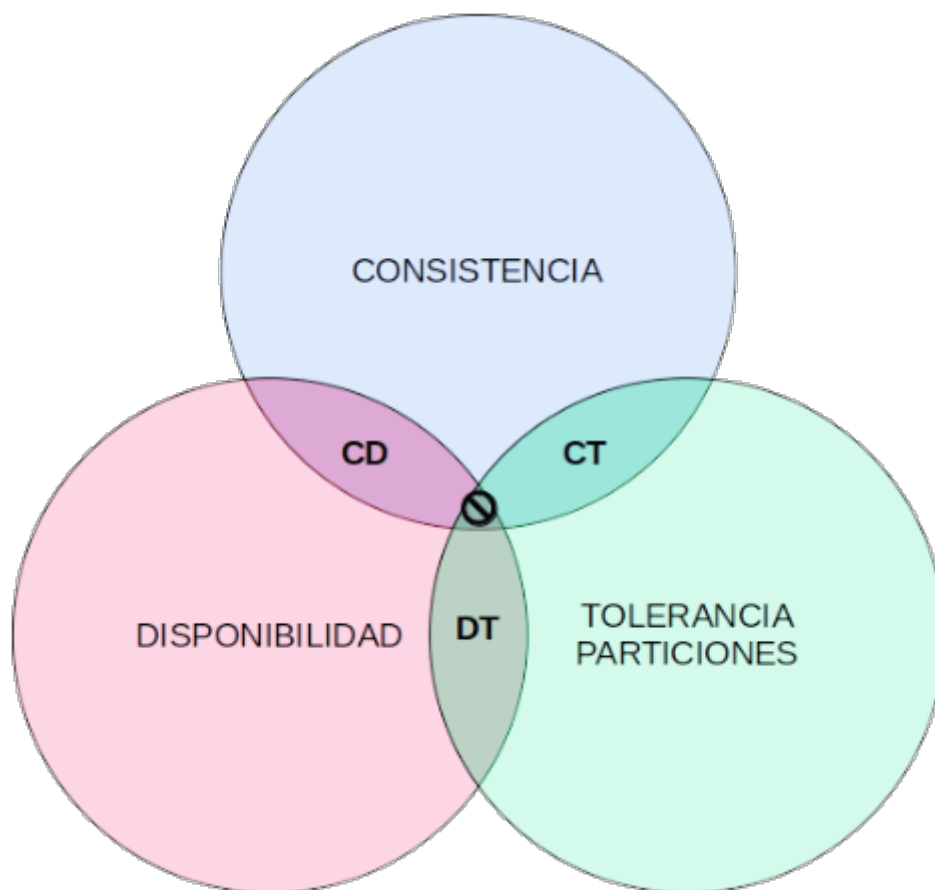 CONSISTENCIA
CD
CT
DISPONIBILIDAD
DT
TOLERANCIA
PARTICIONES